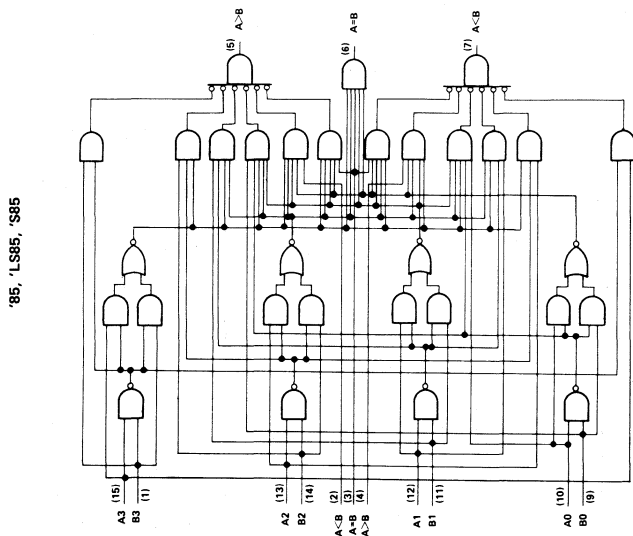 '85, 'LS85, 'S85
(5) A>B
(6) A=B
(7) A<B
A3 (15)
B3 (1)
A2 (13)
B2 (14)
A<B (2)
A=B (3)
A>B (4)
A1 (12)
B1 (11)
A0 (10)
B0 (9)